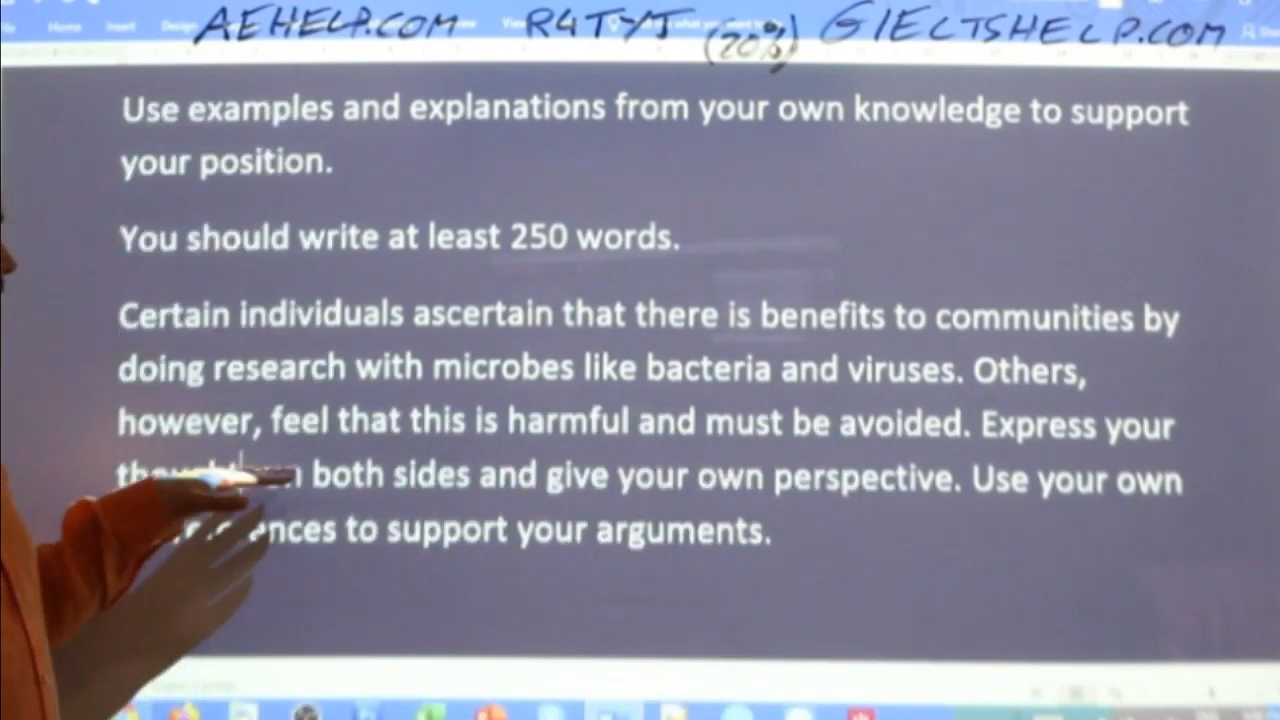 AEHELP.COM R4TYJ (20%) GIELTSHELP.COM
Home Insert
Use examples and explanations from your own knowledge to support
your position.
You should write at least 250 words.
Certain individuals ascertain that there is benefits to communities by
doing research with microbes like bacteria and viruses. Others,
however, feel that this is harmful and must be avoided. Express your
both sides and give your own perspective. Use your own
to support your arguments.